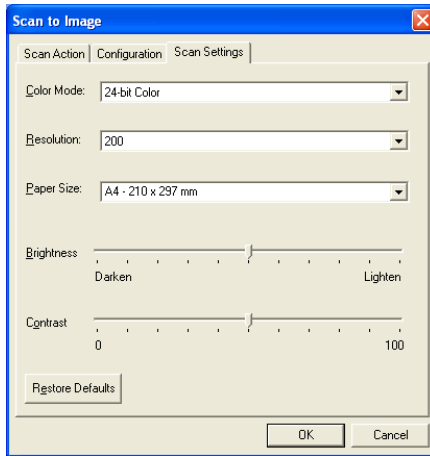 Scan to Image
Scan Action Configuration Scan Settings
Color Mode: 24-bit Color
Resolution: 200
Paper Size: A4 - 210 x 297 mm
Brightness
Darken Lighten
Contrast
0 100
Restore Defaults
OK Cancel